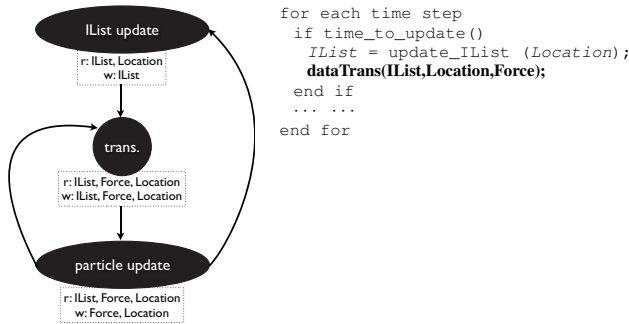 IList update
r: IList, Location
w: IList
trans.
r: IList, Force, Location
w: IList, Force, Location
particle update
r: IList, Force, Location
w: Force, Location
for each time step
if time_to_update()
IList = update_IList (Location);
dataTrans(IList,Location,Force);
end if
... ...
end for